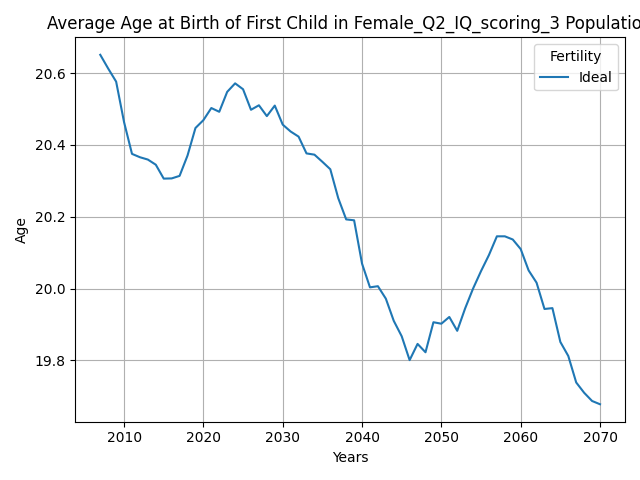 Average Age at Birth of First Child in Female_Q2_IQ_scoring_3 Populatio
Fertility
Ideal
Age
20.6
20.4
20.2
20.0
19.8
2010 2020 2030 2040 2050 2060 2070
Years